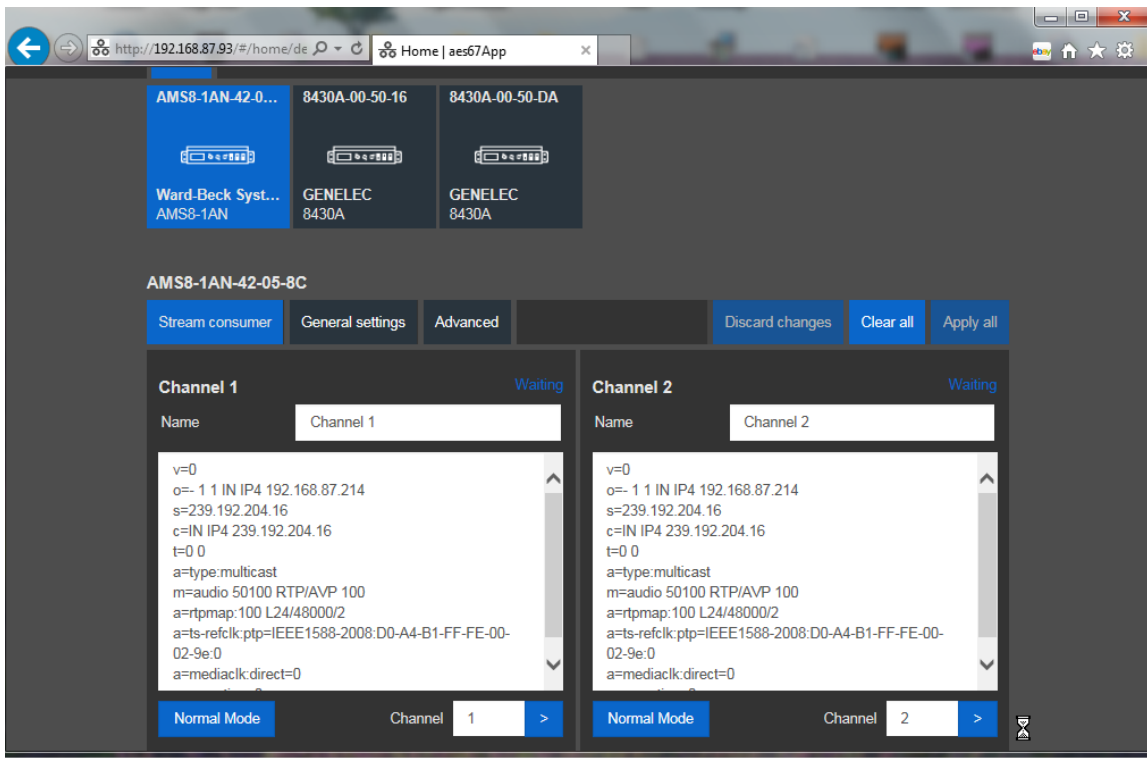 http://192.168.87.93/#/home/de
Home | aes67App
ebay
AMS8-1AN-42-0... 8430A-00-50-16 8430A-00-50-DA
Ward-Beck Syst... GENELEC GENELEC
AMS8-1AN 8430A 8430A
AMS8-1AN-42-05-8C
Stream consumer General settings Advanced Discard changes Clear all Apply all
Channel 1 Waiting
Name Channel 1
v=0
o=- 1 1 IN IP4 192.168.87.214
s=239.192.204.16
c=IN IP4 239.192.204.16
t=0 0
a=type:multicast
m=audio 50100 RTP/AVP 100
a=rtpmap:100 L24/48000/2
a=ts-refclk:ptp=IEEE1588-2008:D0-A4-B1-FF-FE-00-
02-9e:0
a=mediaclk:direct=0
Normal Mode Channel 1 >
Channel 2 Waiting
Name Channel 2
v=0
o=- 1 1 IN IP4 192.168.87.214
s=239.192.204.16
c=IN IP4 239.192.204.16
t=0 0
a=type:multicast
m=audio 50100 RTP/AVP 100
a=rtpmap:100 L24/48000/2
a=ts-refclk:ptp=IEEE1588-2008:D0-A4-B1-FF-FE-00-
02-9e:0
a=mediaclk:direct=0
Normal Mode Channel 2 >